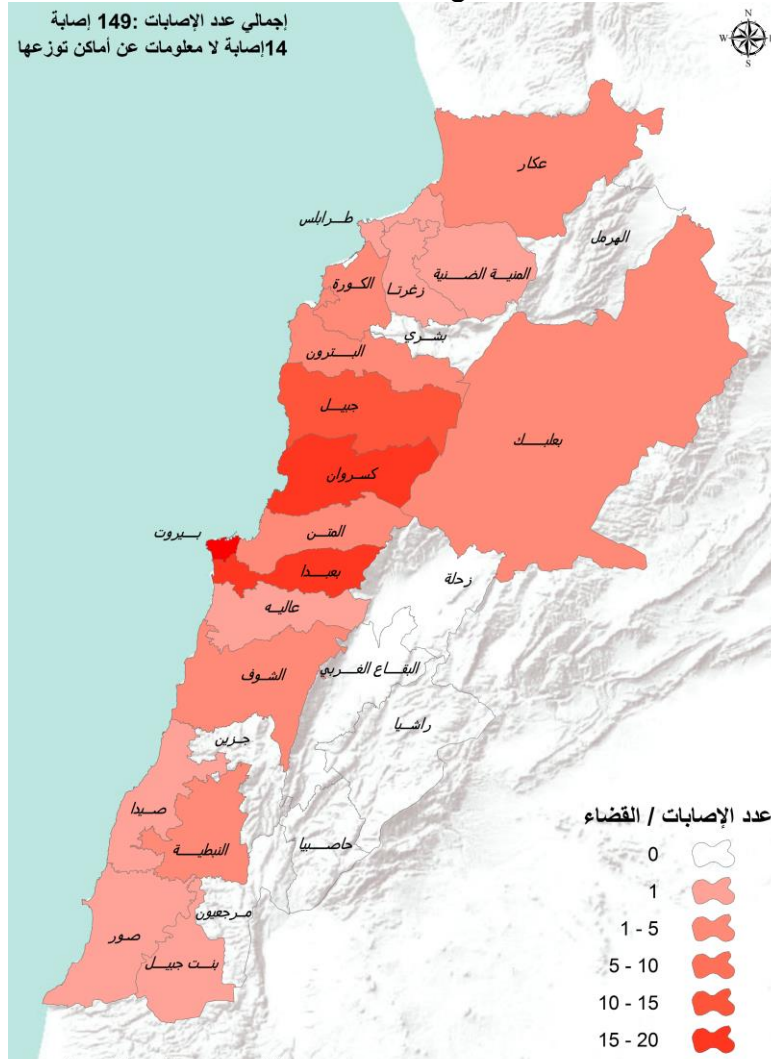 إجمالي عدد الإصابات :149 إصابة
14إصابة لا معلومات عن أماكن توزعها
N
W
S
عكار
طرابلس
الهرمل
المنية الضنية
زغرتا
الكورة
بشري
البترون
جبيل
بعلبك
كسروان
المتن
بيروت
بعبدا
زحلة
عاليه
البقاع الغربي
الشوف
راشيا
جزين
صيدا
النبطية
حاصبيا
مرجعيون
صور
بنت جبيل
عدد الإصابات / القضاء
0
1
1 - 5
5 - 10
10 - 15
15 - 20